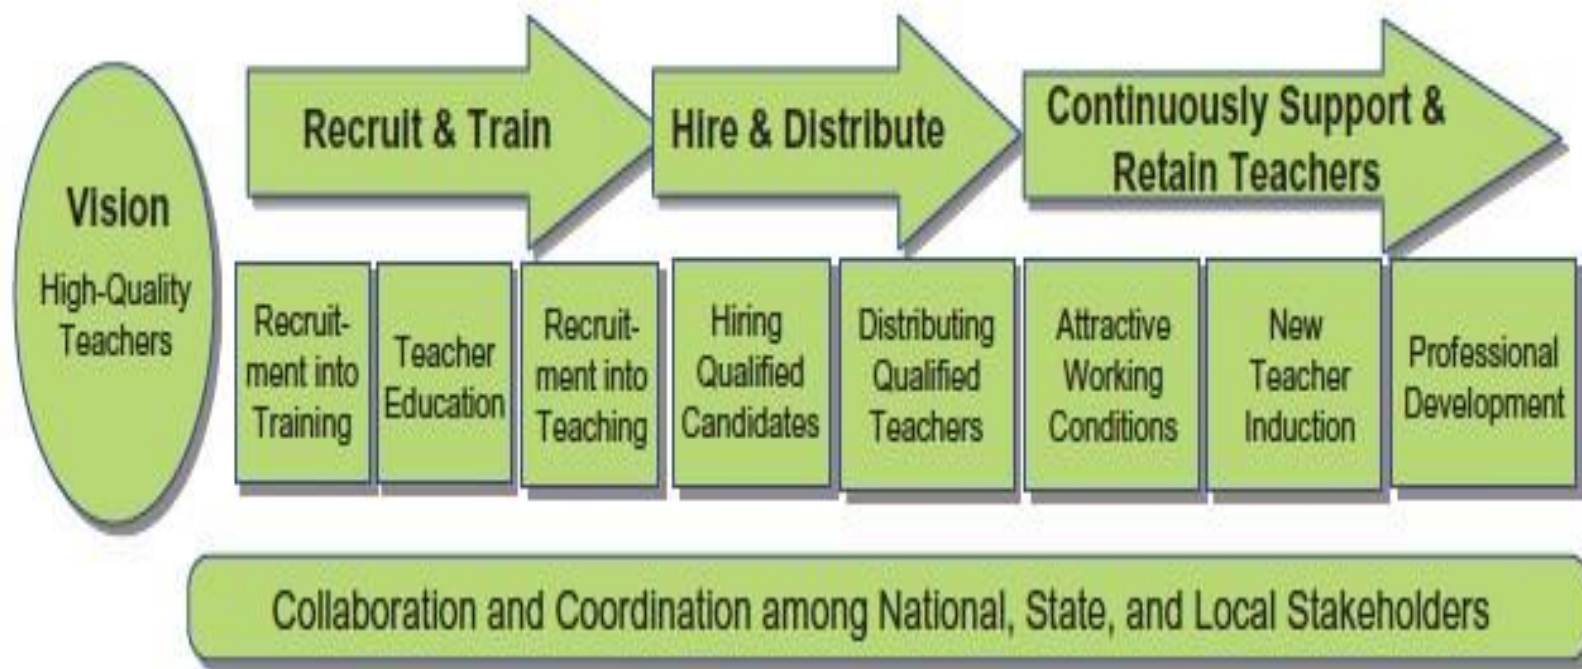 Vision
High-Quality
Teachers
Recruit & Train
Hire & Distribute
Continuously Support &
Retain Teachers
Recruit-
ment into
Training
Teacher
Education
Recruit-
ment into
Teaching
Hiring
Qualified
Candidates
Distributing
Qualified
Teachers
Attractive
Working
Conditions
New
Teacher
Induction
Professional
Development
Collaboration and Coordination among National, State, and Local Stakeholders